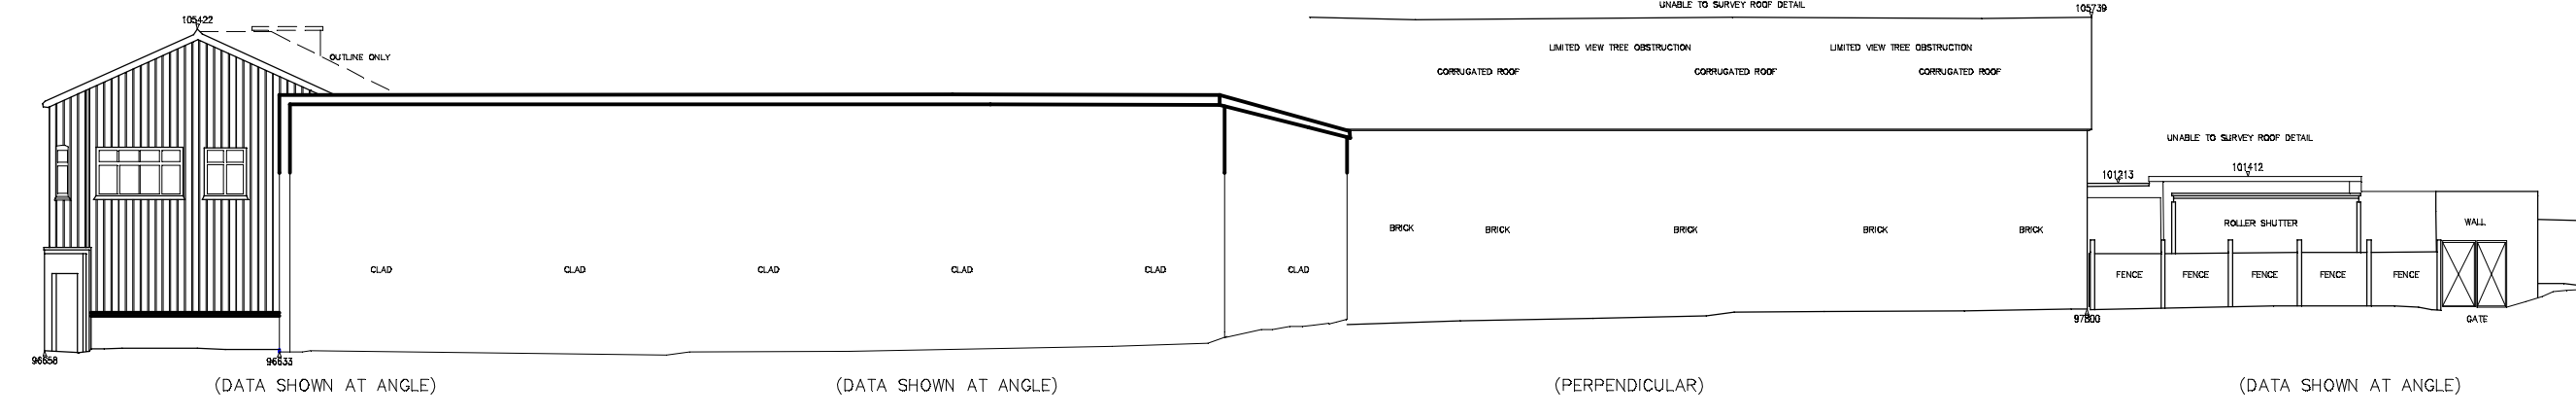 UNABLE TO SURVEY ROOF DETAIL
105739
105422
OUTLINE ONLY
LIMITED VIEW TREE OBSTRUCTION LIMITED VIEW TREE OBSTRUCTION
CORRUGATED ROOF CORRUGATED ROOF CORRUGATED ROOF
UNABLE TO SURVEY ROOF DETAIL
101213 101412
ROLLER SHUTTER WALL
BRICK BRICK BRICK BRICK BRICK
CLAD CLAD CLAD CLAD CLAD CLAD
FENCE FENCE FENCE FENCE FENCE
GATE
96658 96633
(DATA SHOWN AT ANGLE) (DATA SHOWN AT ANGLE) (PERPENDICULAR) (DATA SHOWN AT ANGLE)